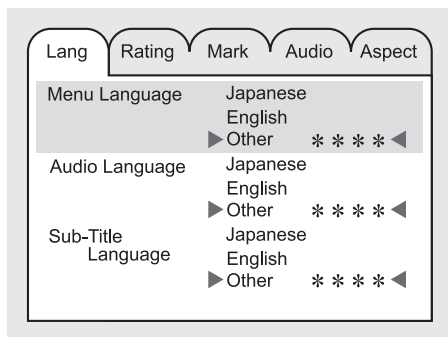 Lang Rating Mark Audio Aspect
Menu Language Japanese
English
Other ＊＊＊＊
Audio Language Japanese
English
Other ＊＊＊＊
Sub-Title Japanese
Language English
Other ＊＊＊＊